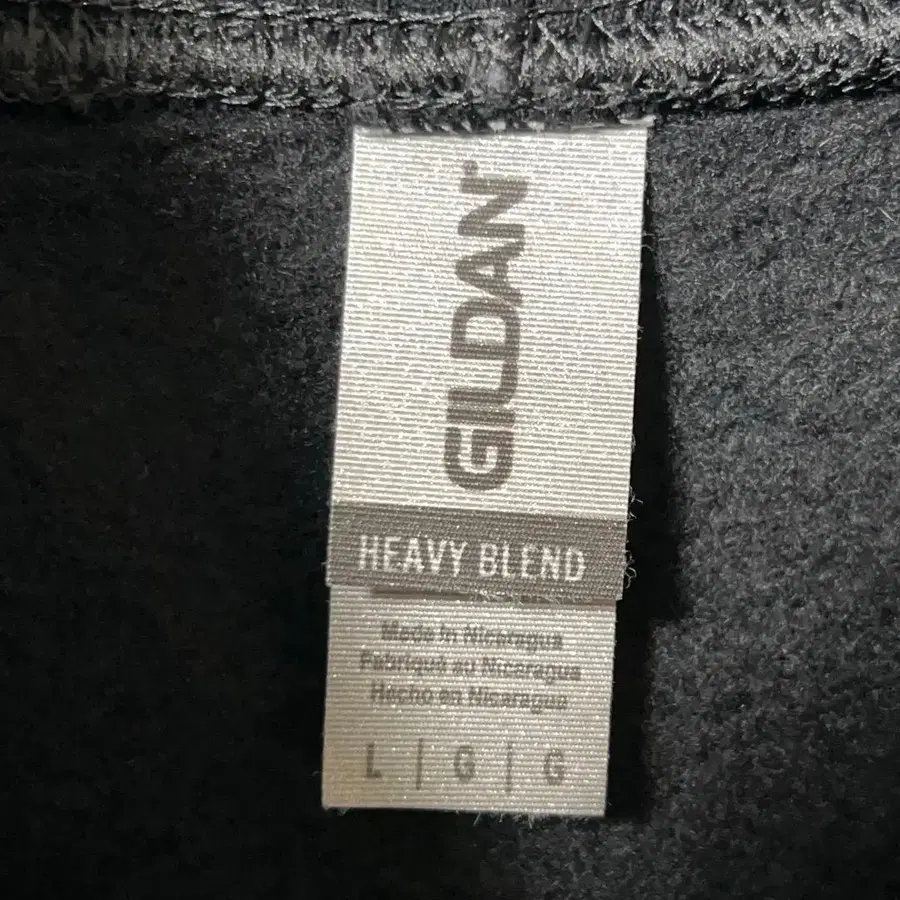 GILDAN®
HEAVY BLEND
Made in Nicaragua
Fabriqué au Nicaragua
Hecho en Nicaragua
L | G | G